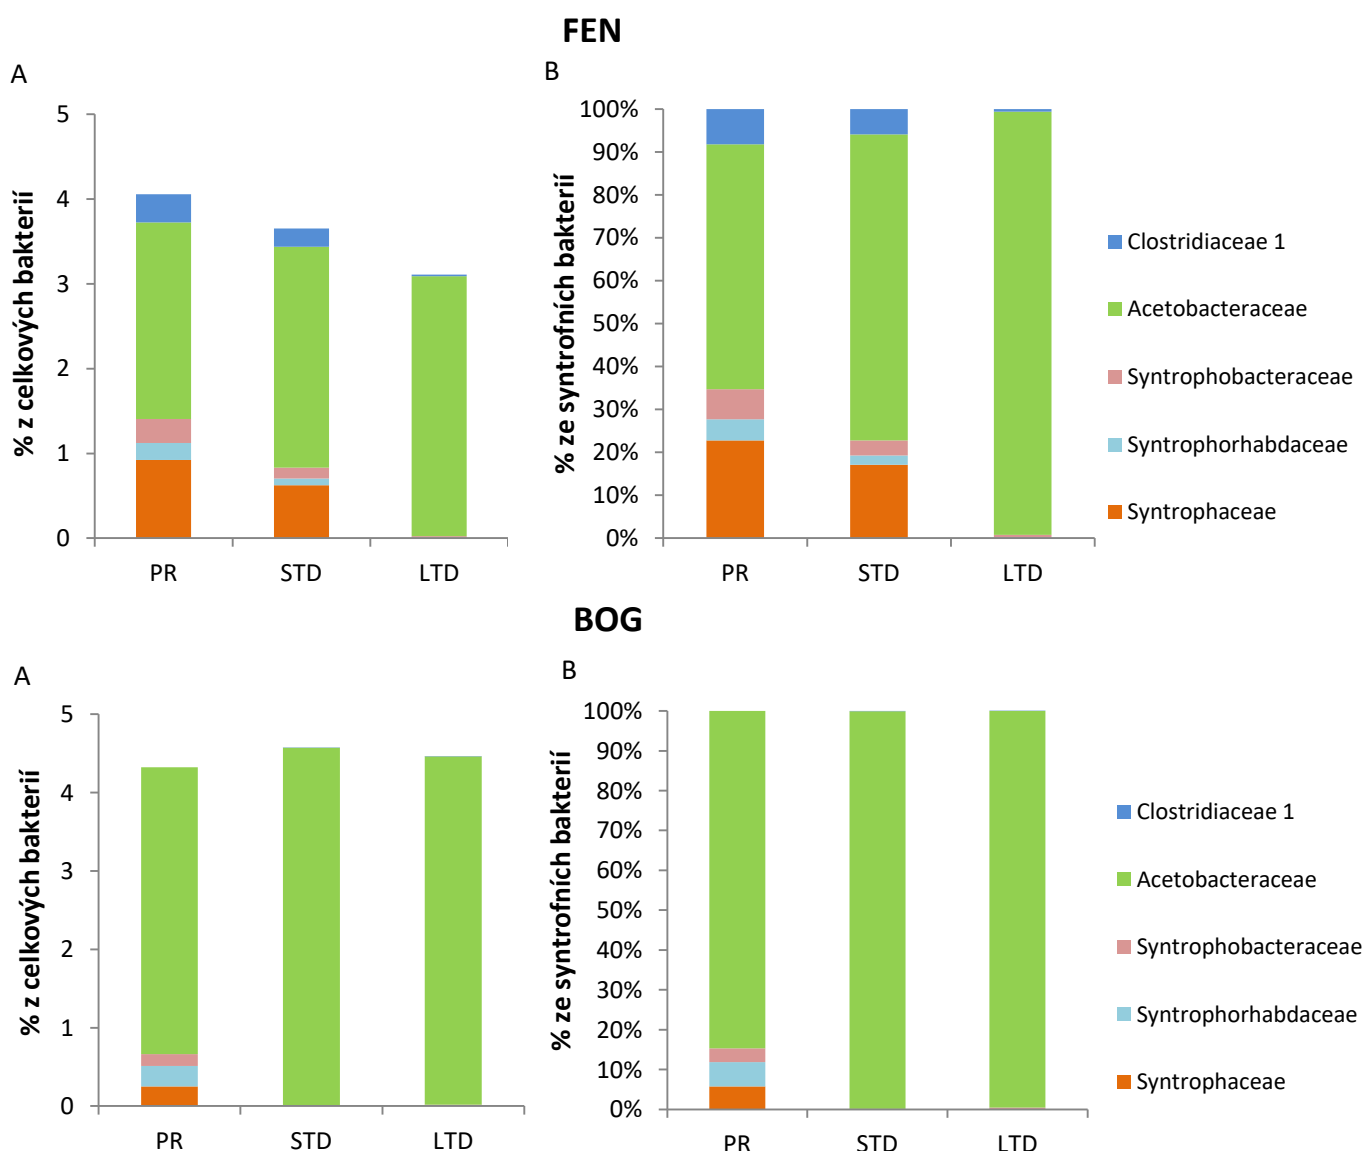 FEN
A
% z celkových bakterií
5
4
3
2
1
0
PR STD LTD
B
% ze syntrofních bakterií
100%
90%
80%
70%
60%
50%
40%
30%
20%
10%
0%
PR STD LTD
Clostridiaceae 1
Acetobacteraceae
Syntrophobacteraceae
Syntrophorhabdaceae
Syntrophaceae
BOG
A
% z celkových bakterií
5
4
3
2
1
0
PR STD LTD
B
% ze syntrofních bakterií
100%
90%
80%
70%
60%
50%
40%
30%
20%
10%
0%
PR STD LTD
Clostridiaceae 1
Acetobacteraceae
Syntrophobacteraceae
Syntrophorhabdaceae
Syntrophaceae